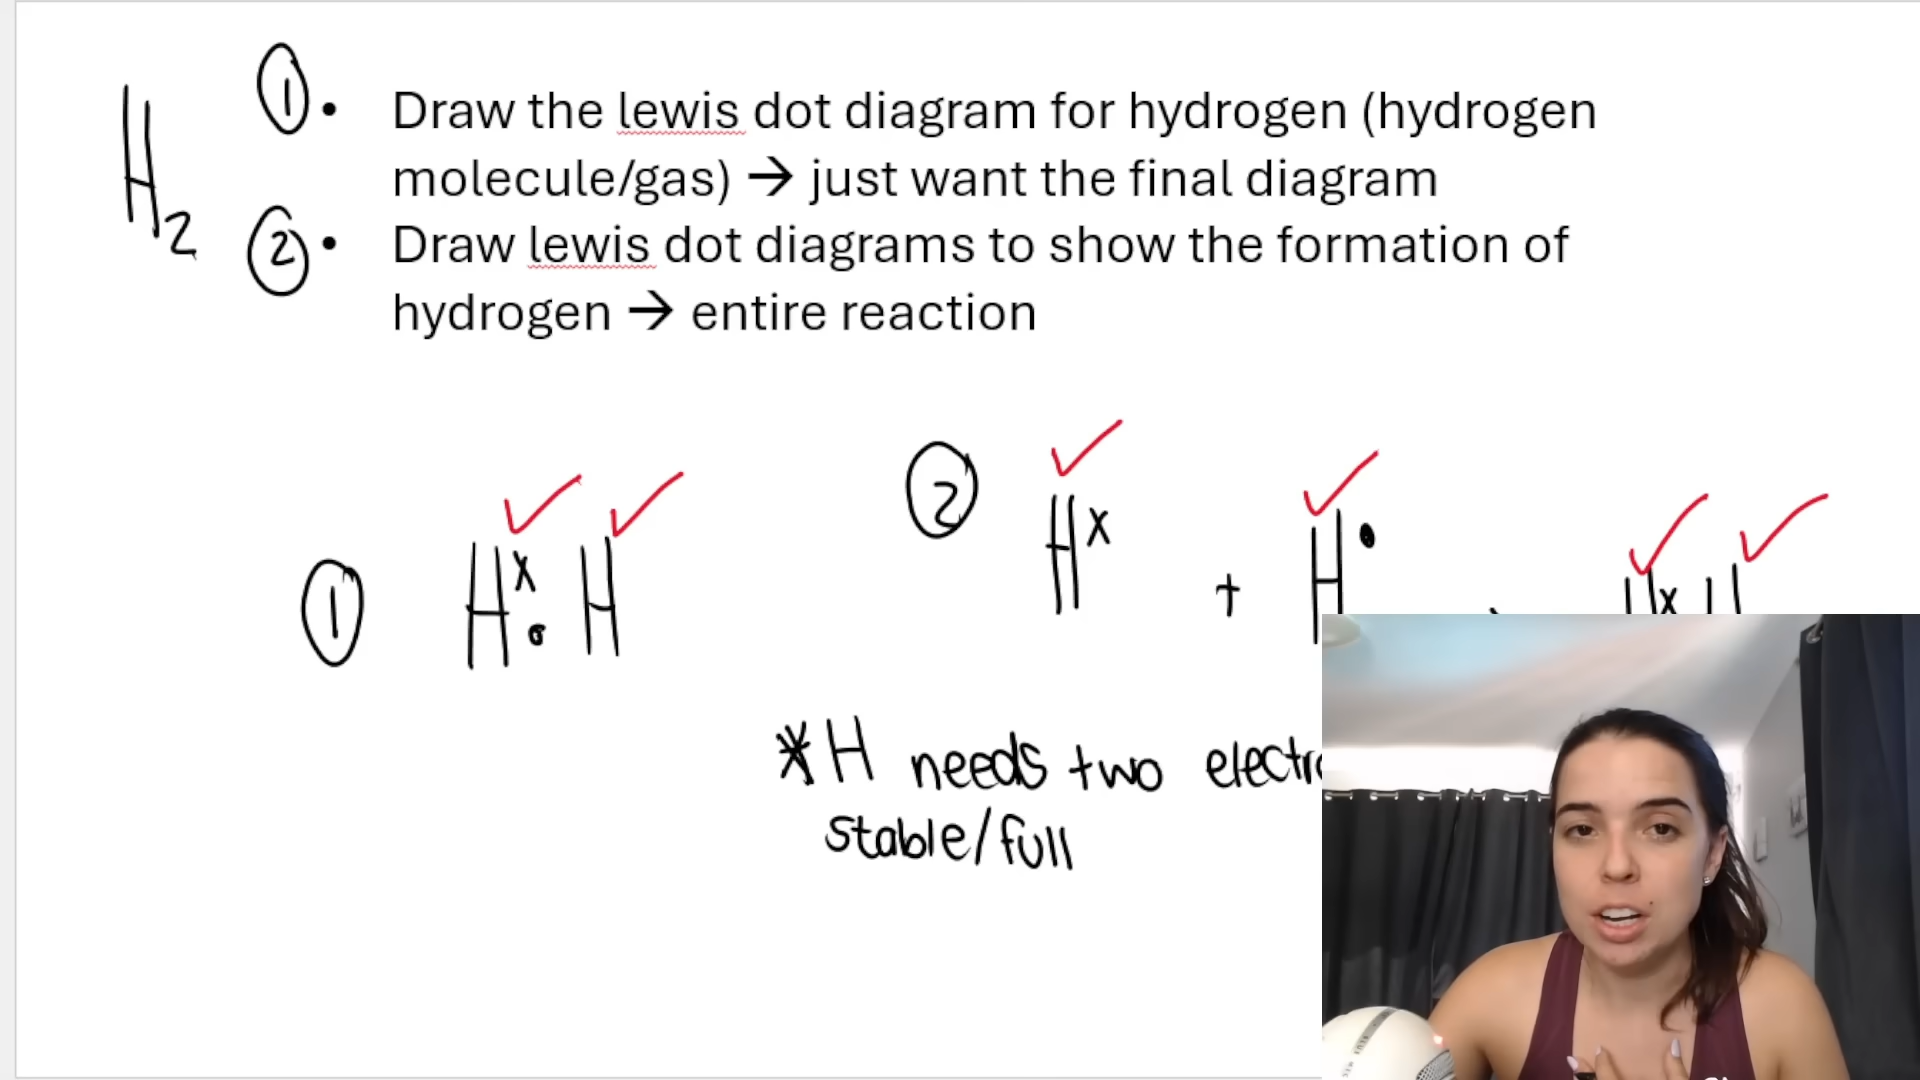 H2
① • Draw the lewis dot diagram for hydrogen (hydrogen
molecule/gas) → just want the final diagram
② • Draw lewis dot diagrams to show the formation of
hydrogen → entire reaction
① H x • H
② H x + H • H x H
* H needs two
stable/full